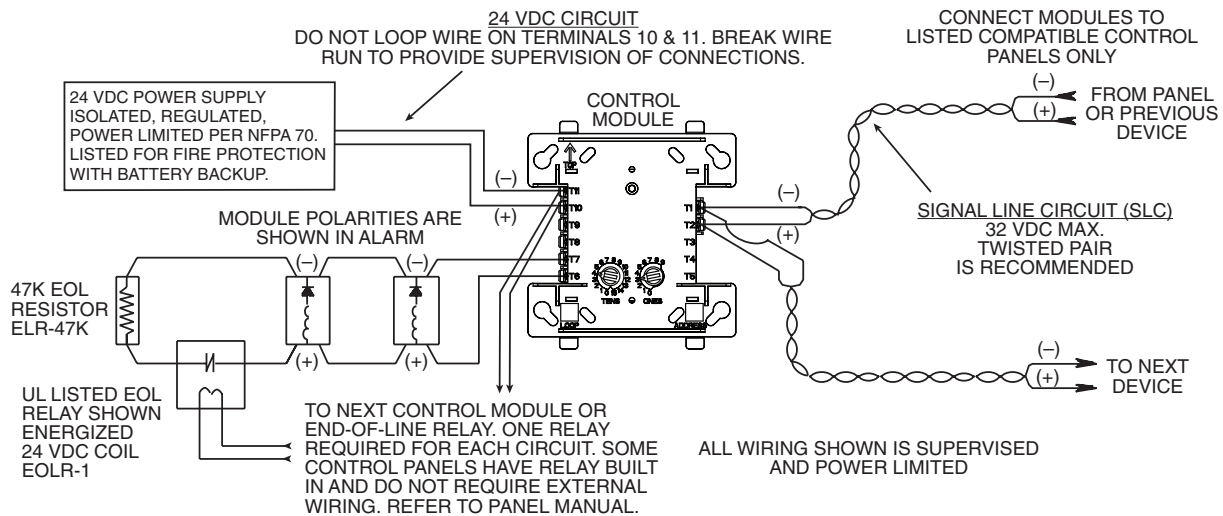 24 VDC CIRCUIT
DO NOT LOOP WIRE ON TERMINALS 10 & 11. BREAK WIRE
RUN TO PROVIDE SUPERVISION OF CONNECTIONS.
CONNECT MODULES TO
LISTED COMPATIBLE CONTROL
PANELS ONLY
24 VDC POWER SUPPLY
ISOLATED, REGULATED,
POWER LIMITED PER NFPA 70.
LISTED FOR FIRE PROTECTION
WITH BATTERY BACKUP.
CONTROL
MODULE
(–)
(+)
FROM PANEL
OR PREVIOUS
DEVICE
TOP
(–)
(+)
T11
T10
T9
T8
T7
T6
T1
T2
T3
T4
T5
TENS
ONES
LOOP
ADDRESS
(–)
(+)
SIGNAL LINE CIRCUIT (SLC)
32 VDC MAX.
TWISTED PAIR
IS RECOMMENDED
MODULE POLARITIES ARE
SHOWN IN ALARM
(–)
(–)
(+)
(+)
47K EOL
RESISTOR
ELR-47K
UL LISTED EOL
RELAY SHOWN
ENERGIZED
24 VDC COIL
EOLR-1
TO NEXT CONTROL MODULE OR
END-OF-LINE RELAY. ONE RELAY
REQUIRED FOR EACH CIRCUIT. SOME
CONTROL PANELS HAVE RELAY BUILT
IN AND DO NOT REQUIRE EXTERNAL
WIRING. REFER TO PANEL MANUAL.
(–)
(+)
TO NEXT
DEVICE
ALL WIRING SHOWN IS SUPERVISED
AND POWER LIMITED